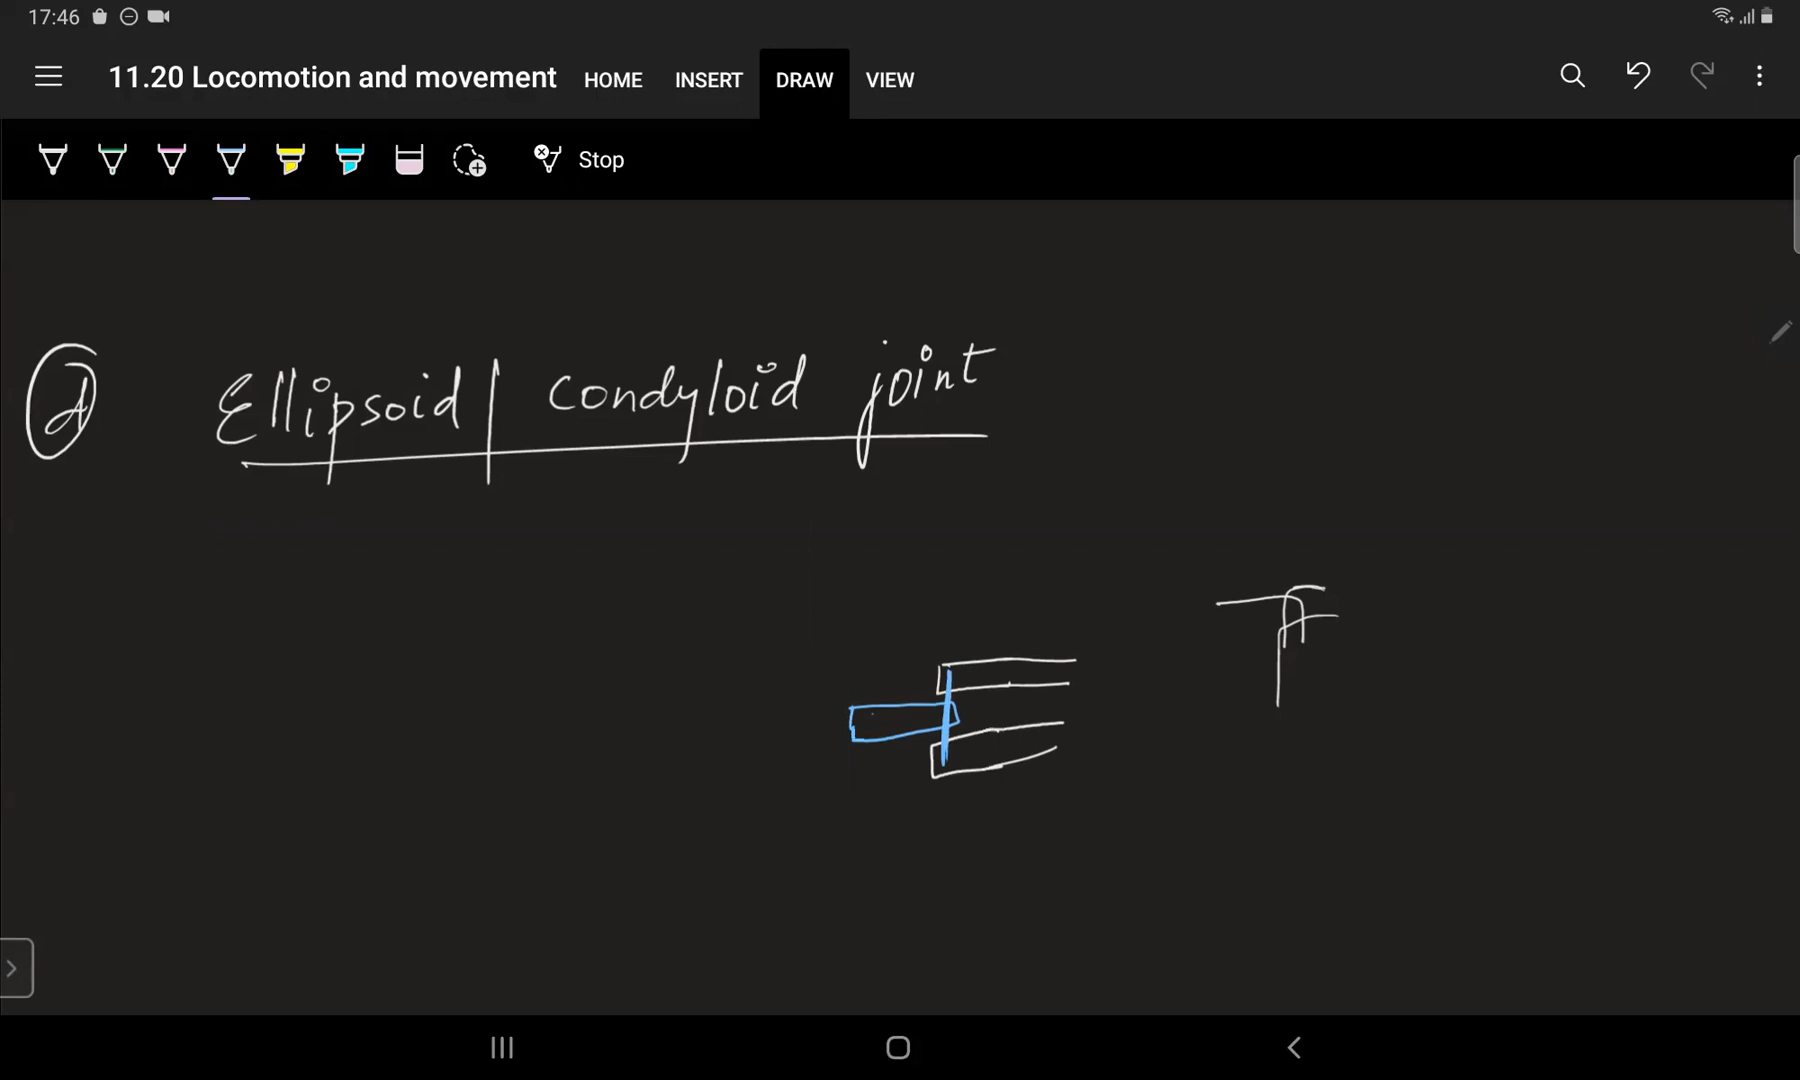 17:46
11.20 Locomotion and movement HOME INSERT DRAW VIEW
Stop
d Ellipsoid | condyloid joint